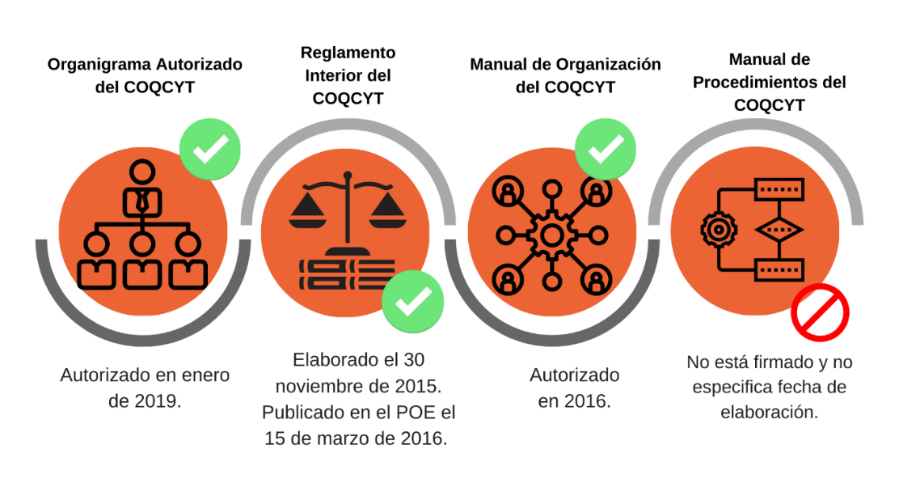 Organigrama Autorizado
del COQCYT
Reglamento
Interior del
COQCYT
Manual de Organización
del COQCYT
Manual de
Procedimientos del
COQCYT
Autorizado en enero
de 2019.
Elaborado el 30
noviembre de 2015.
Publicado en el POE el
15 de marzo de 2016.
Autorizado
en 2016.
No está firmado y no
especifica fecha de
elaboración.